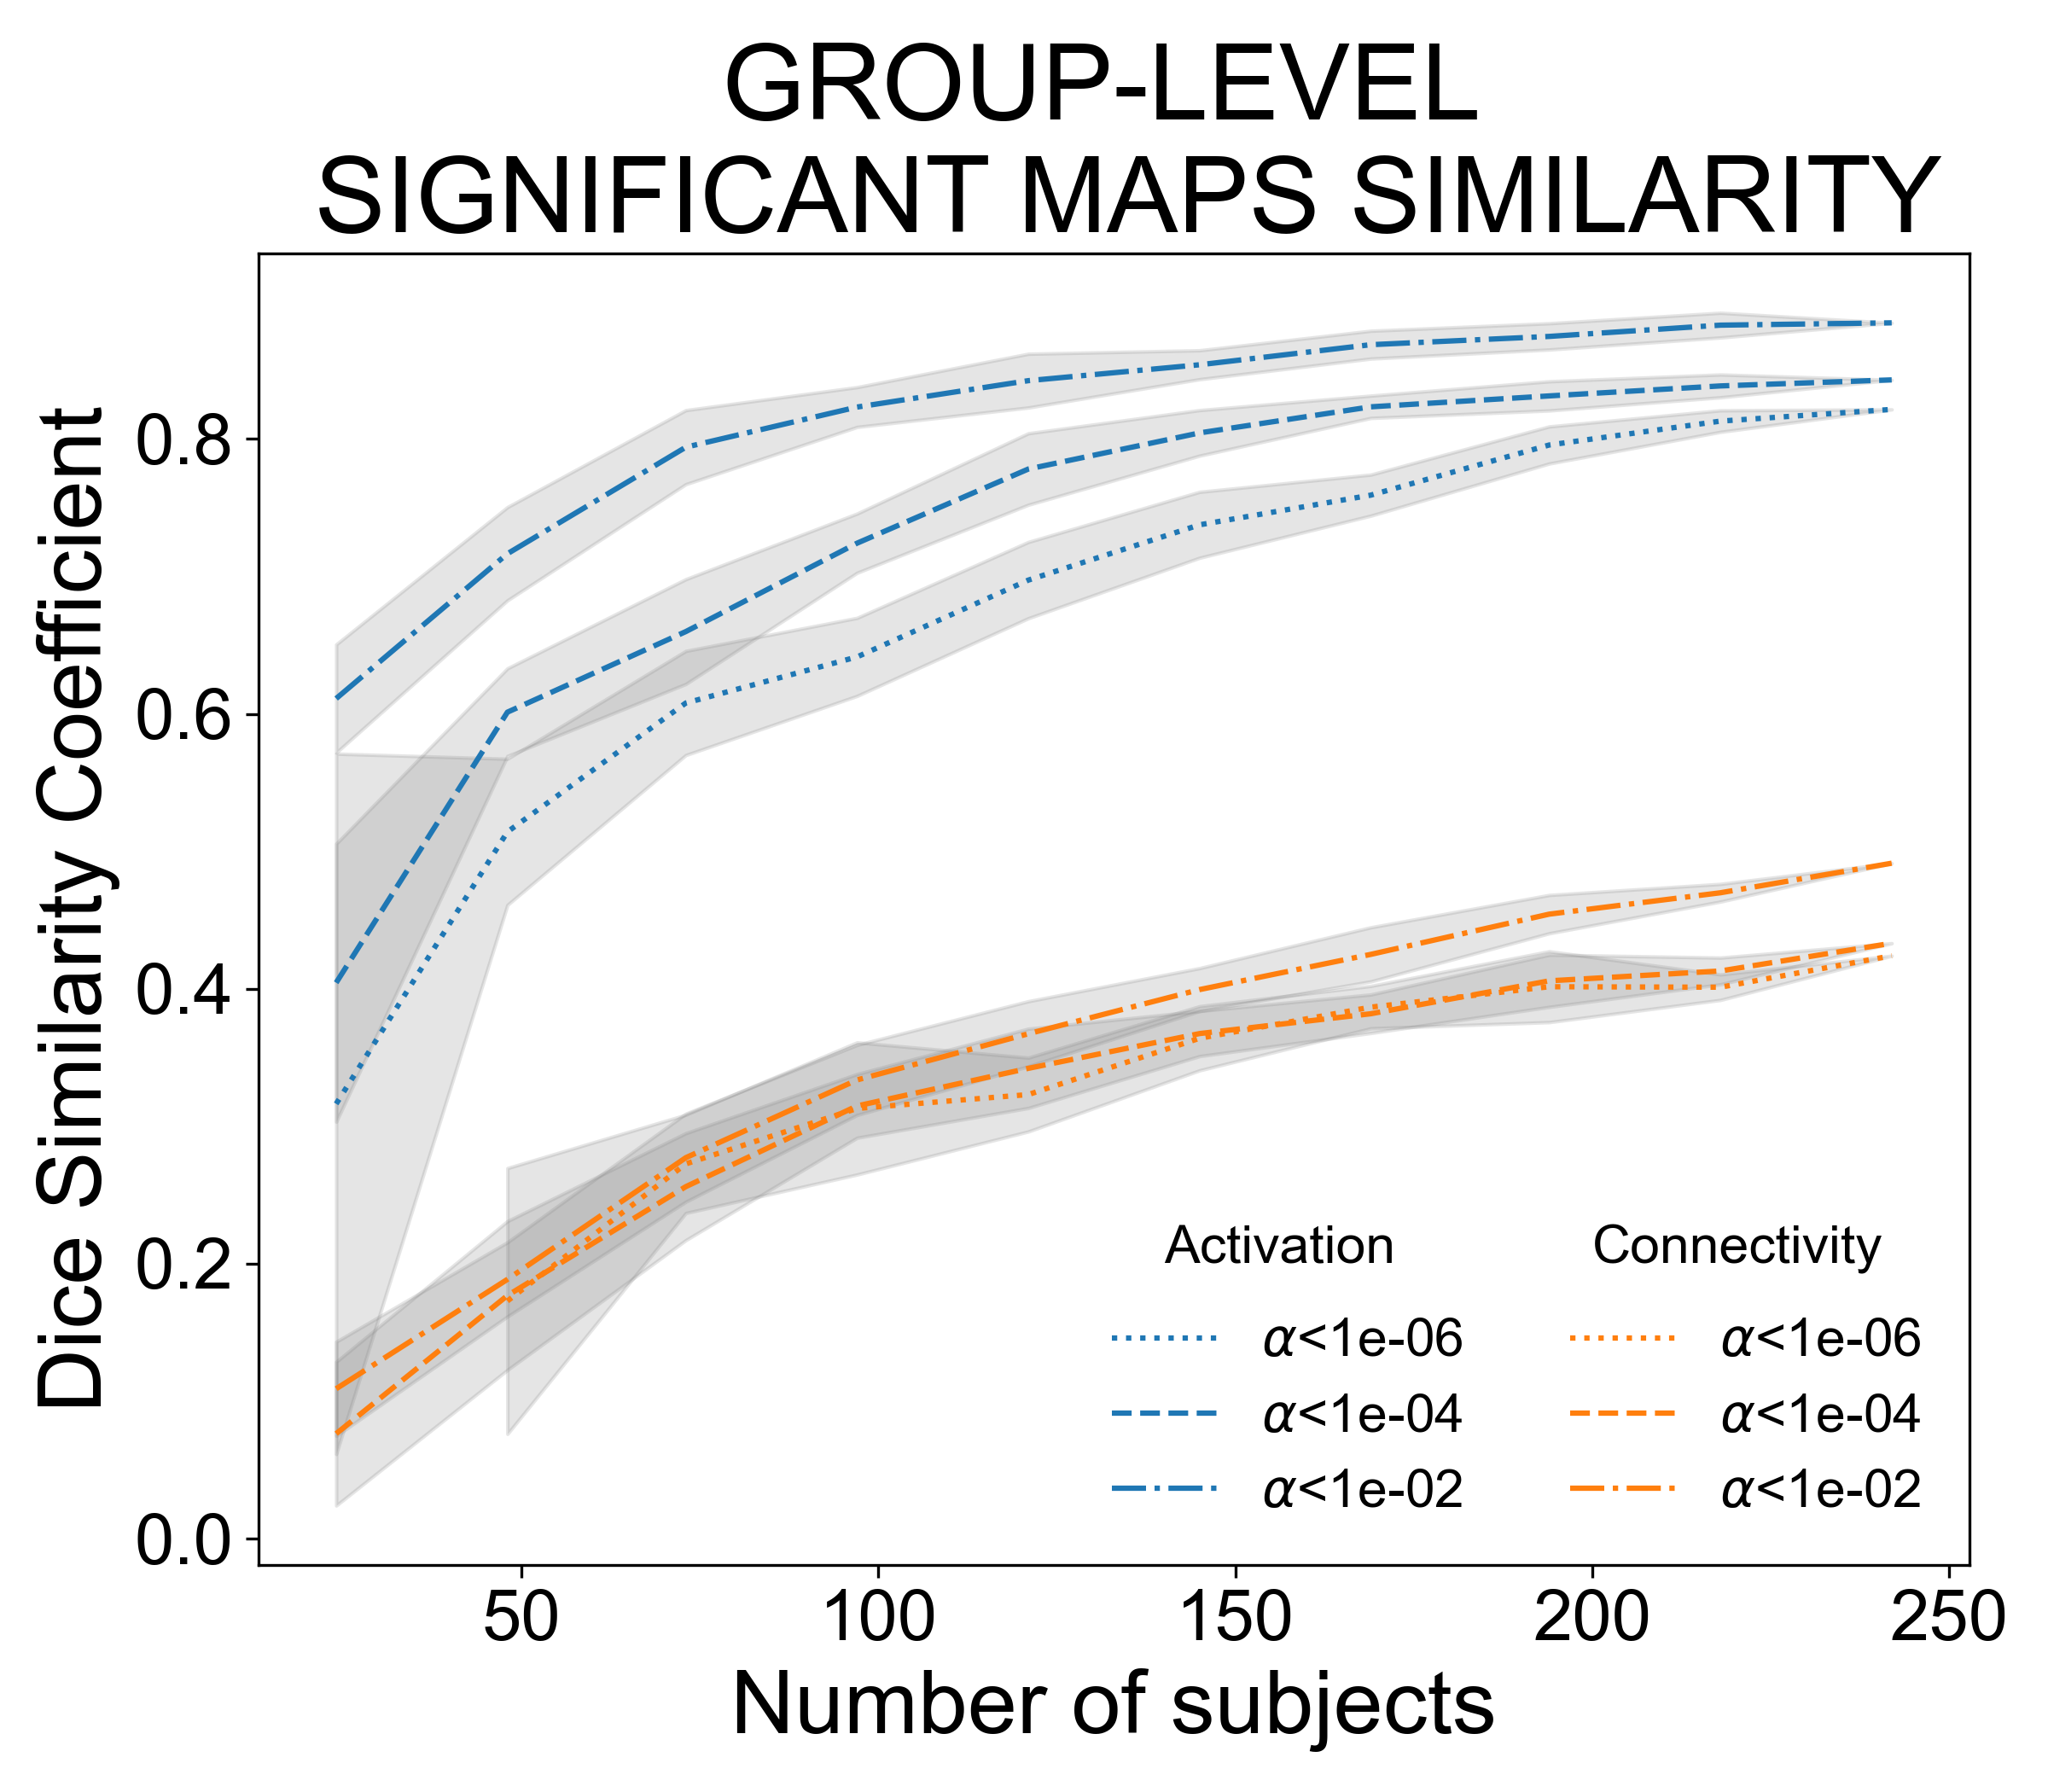 GROUP-LEVEL
SIGNIFICANT MAPS SIMILARITY
Dice Similarity Coefficient
0.8
0.6
0.4
0.2
0.0
Activation Connectivity
α<1e-06 α<1e-06
α<1e-04 α<1e-04
α<1e-02 α<1e-02
50 100 150 200 250
Number of subjects